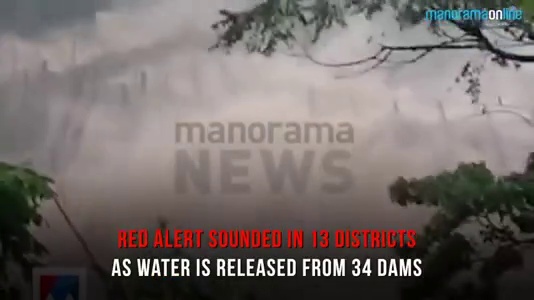 manoramaonline
manorama
NEWS
RED ALERT SOUNDED IN 13 DISTRICTS
AS WATER IS RELEASED FROM 34 DAMS